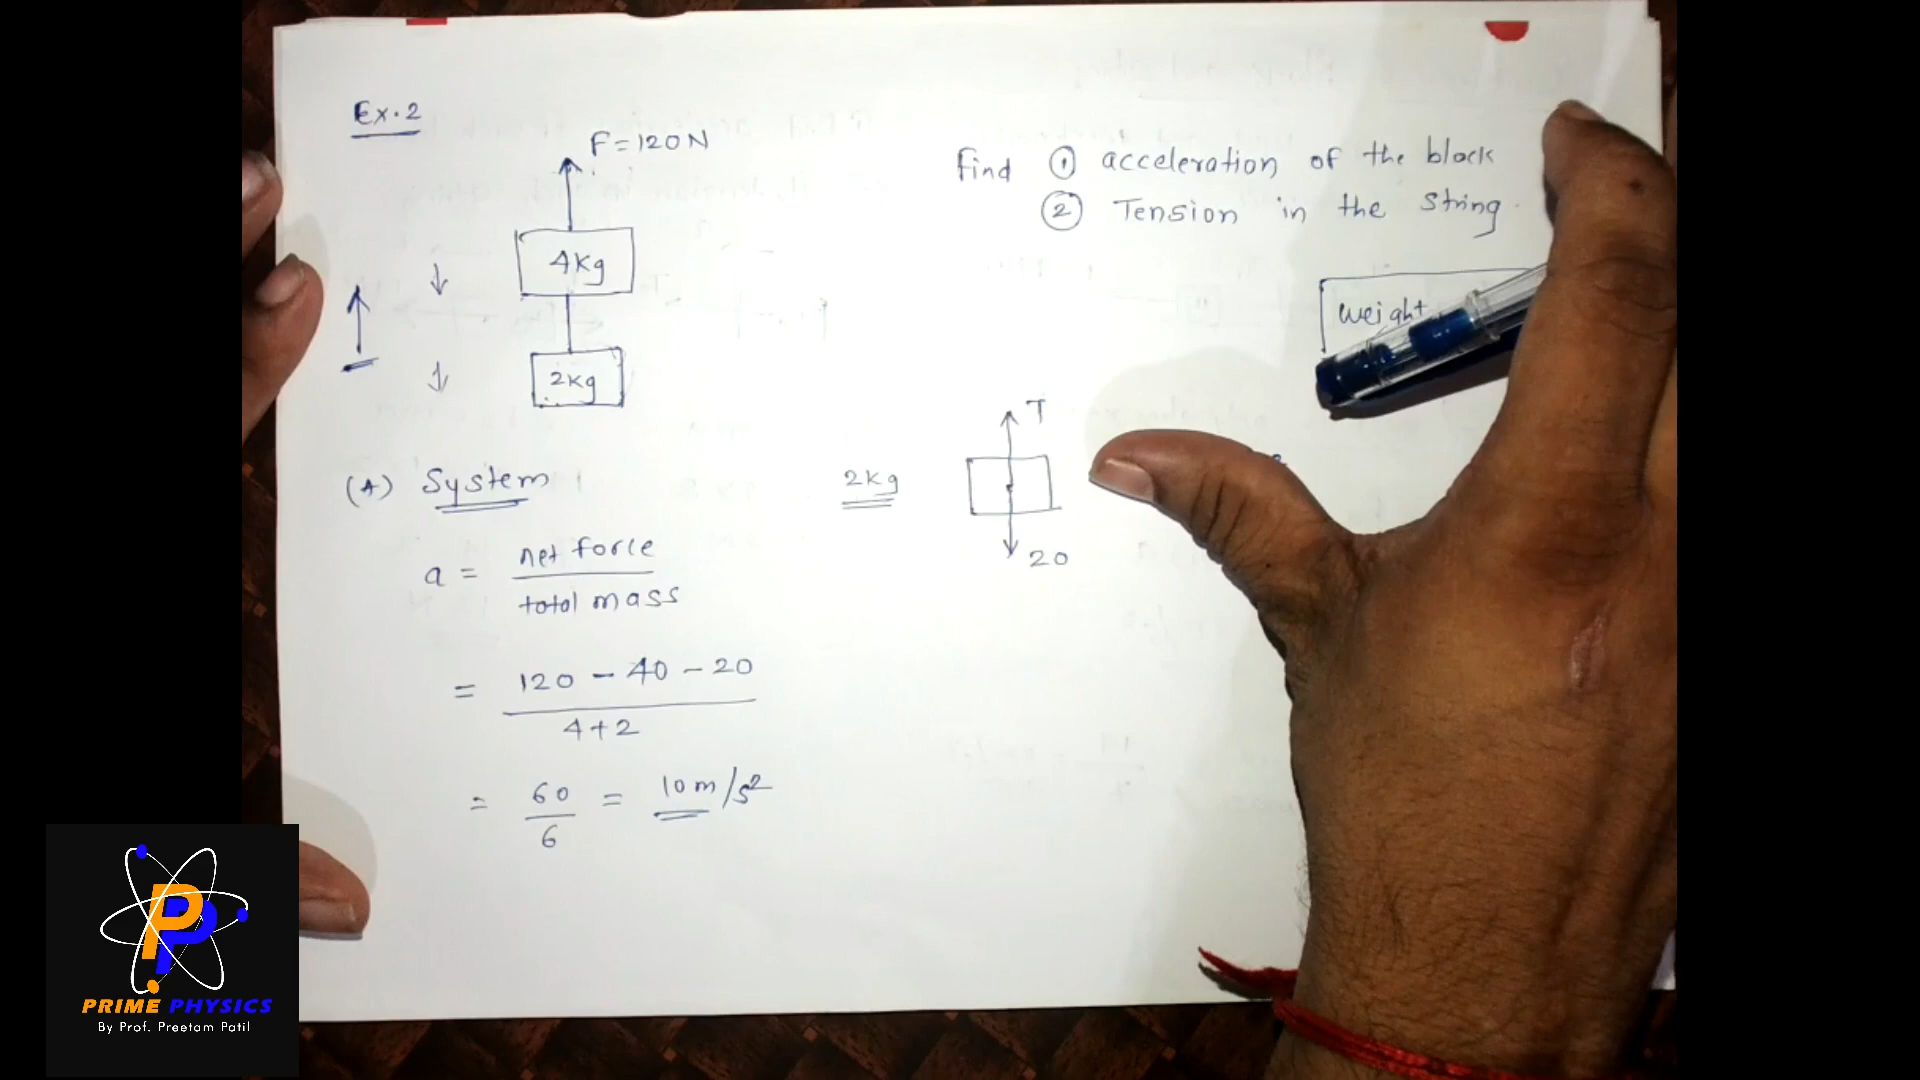 Ex.2
F = 120N
4kg
2kg
Find ① acceleration of the block
② Tension in the string.
weight
(A) System
a = net force
total mass
= 120 - 40 - 20
4+2
= 60 = 10 m/s²
6
2kg
T
20
PP
PRIME PHYSICS
By Prof. Preetam Patil